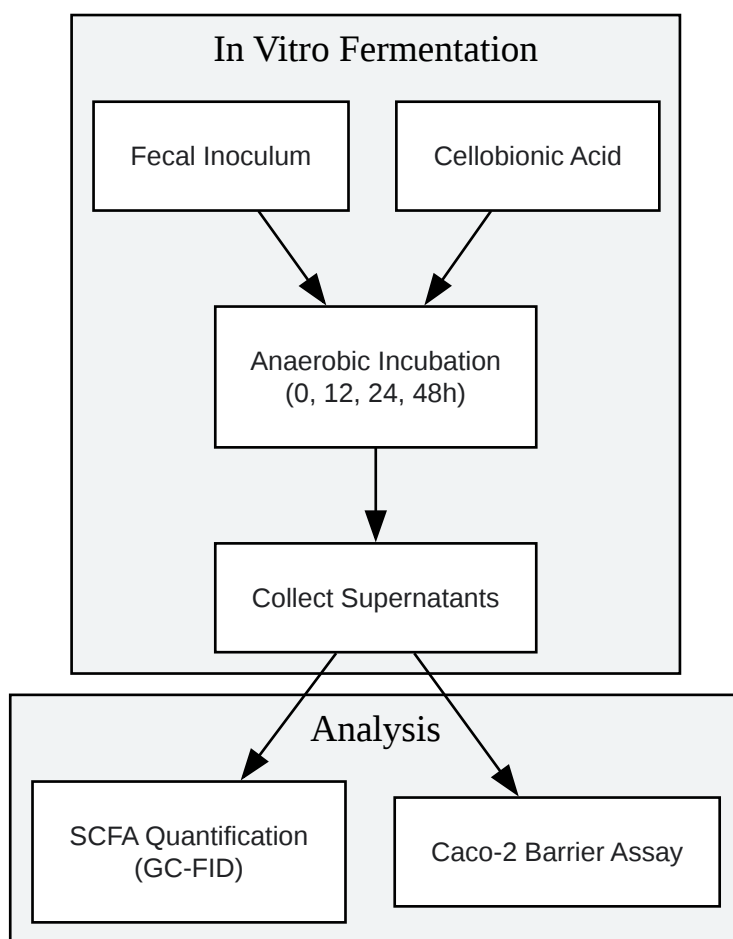 In Vitro Fermentation
Fecal Inoculum
Cellobionic Acid
Anaerobic Incubation
(0, 12, 24, 48h)
Collect Supernatants
Analysis
SCFA Quantification
(GC-FID)
Caco-2 Barrier Assay